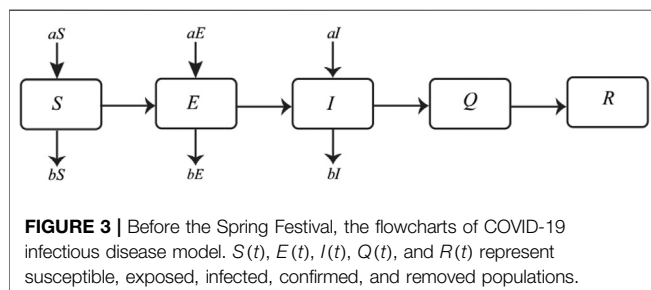 aS aE aI
S E I Q R
bS bE bI
FIGURE 3 | Before the Spring Festival, the flowcharts of COVID-19
infectious disease model. S(t), E(t), I(t), Q(t), and R(t) represent
susceptible, exposed, infected, confirmed, and removed populations.